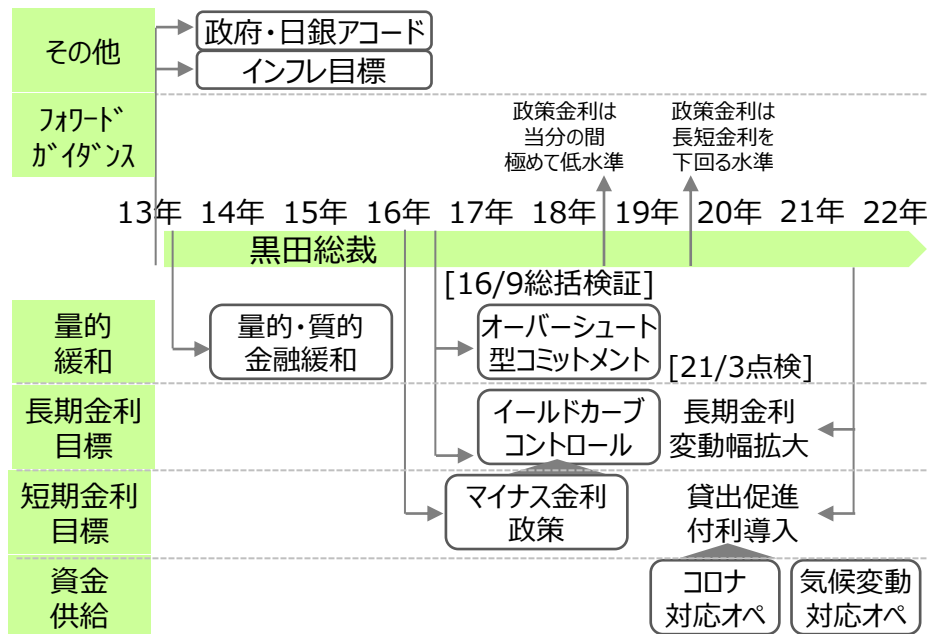 その他
政府・日銀アコード
インフレ目標
フォワード
ガイダンス
政策金利は
当分の間
極めて低水準
政策金利は
長短金利を
下回る水準
13年 14年 15年 16年 17年 18年 19年 20年 21年 22年
黒田総裁
[16/9総括検証]
量的
緩和
量的・質的
金融緩和
オーバーシュート
型コミットメント
[21/3点検]
長期金利
目標
イールドカーブ
コントロール
長期金利
変動幅拡大
短期金利
目標
マイナス金利
政策
貸出促進
付利導入
資金
供給
コロナ
対応オペ
気候変動
対応オペ